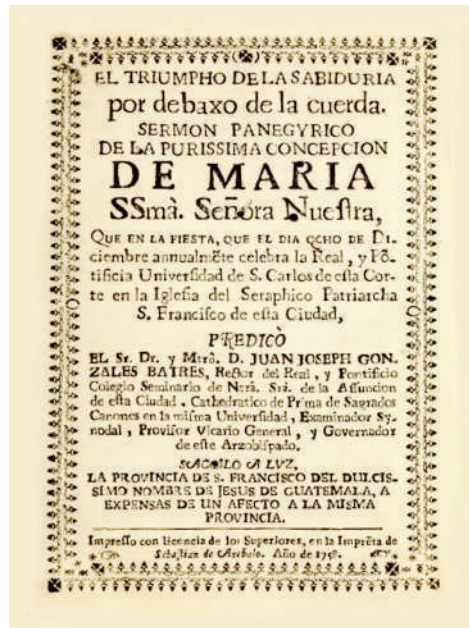 EL TRIUMPHO DE LA SABIDURIA
por debaxo de la cuerda.
SERMON PANEGYRICO
DE LA PURISSIMA CONCEPCION
DE MARIA
SSmà. Señora Nueſtra,
QUE EN LA FIESTA, QUE EL DIA OCHO DE DI-
ciembre annualmẽte celebra la Real, y Põ-
tificia Univerſidad de S. Carlos de eſta Cor-
te en la Igleſia del Seraphico Patriarcha
S. Franciſco de eſta Ciudad,
PREDICÒ
EL Sr. Dr. y Mtrô. D. JUAN JOSEPH GON-
ZALES BATRES, Rector del Real, y Pontificio
Colegio Seminario de Ntrâ. Srâ. de la Aſſuncion
de eſta Ciudad, Cathedratico de Prima de Sagrados
Canones en la miſma Univerſidad, Examinador Sy-
nodal, Proviſor Vicario General, y Governador
de eſte Arzobiſpado.
SACOLO A LVZ.
LA PROVINCIA DE S. FRANCISCO DEL DULCIS-
SIMO NOMBRE DE JESUS DE GUATEMALA, A
EXPENSAS DE UN AFECTO A LA MISMA
PROVINCIA.
Impreſſo con licencia de los Superiores, en la Imprẽta de
Sebaſtian de Arebalo. Año de